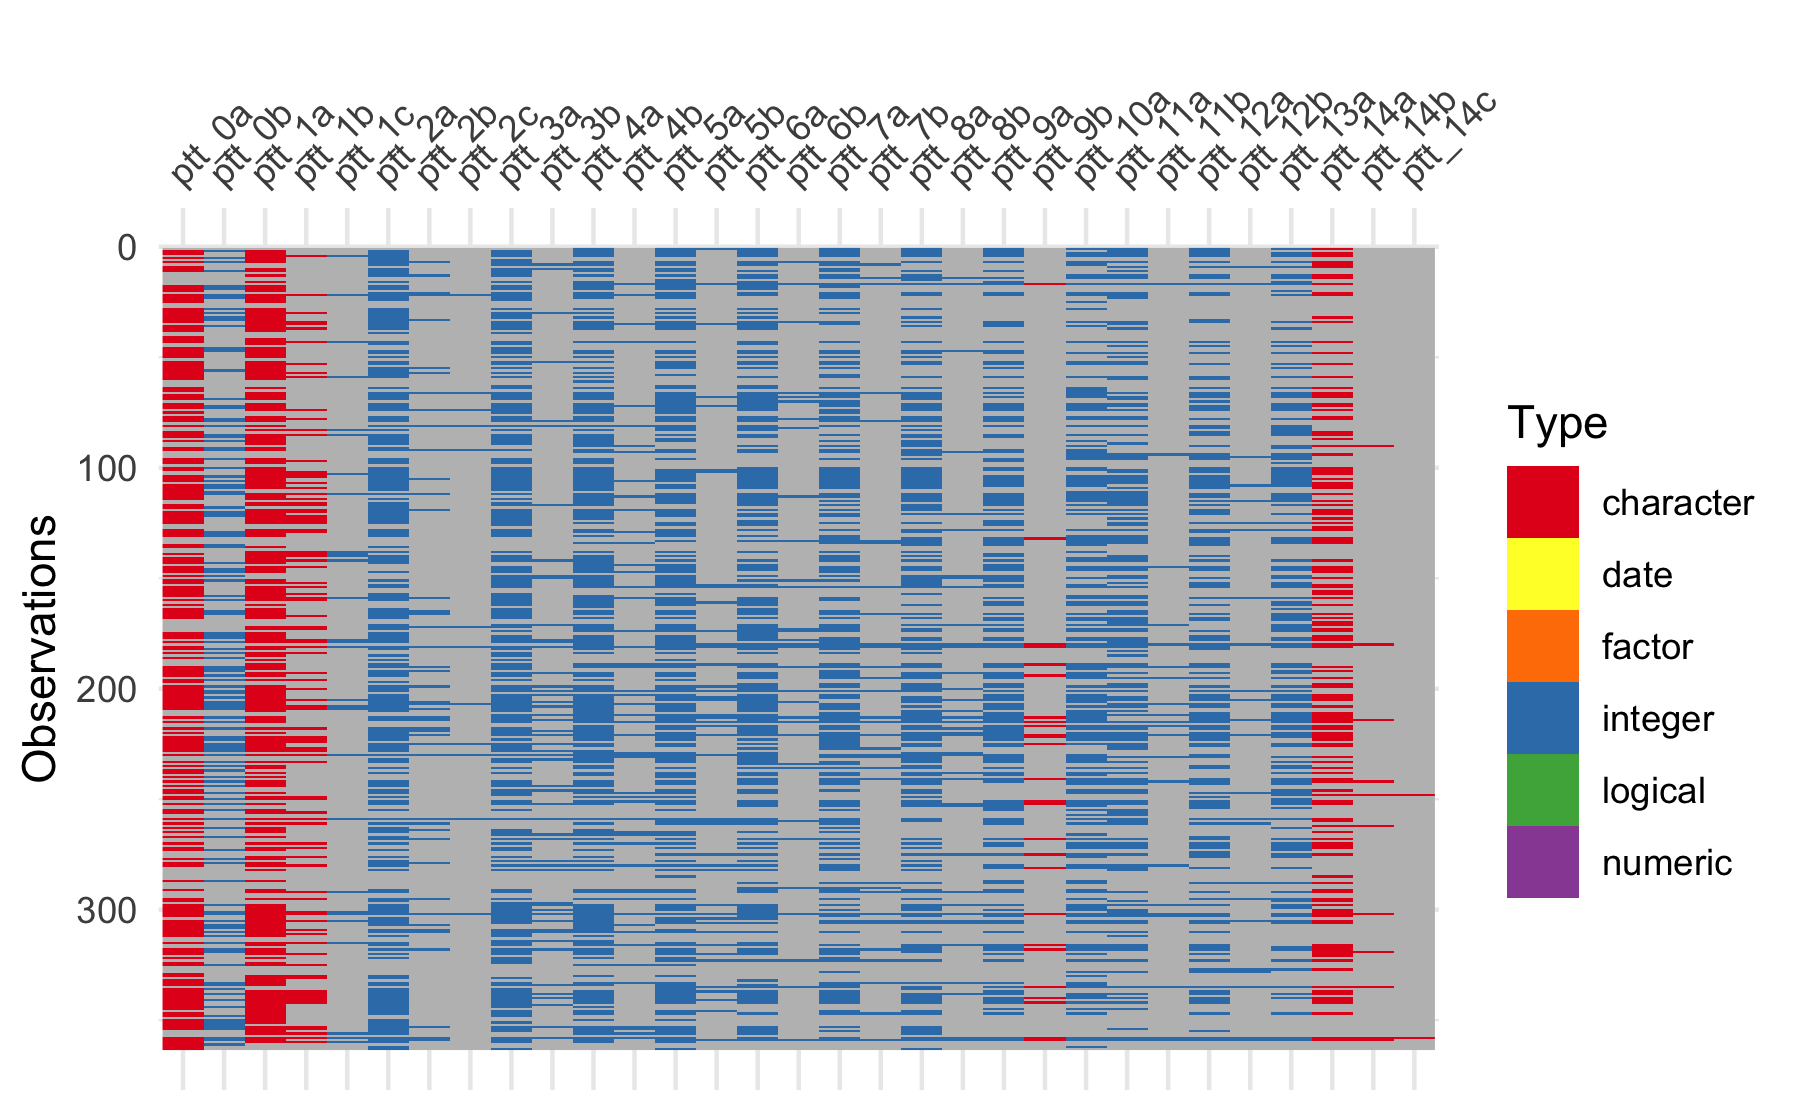 ptt_0a
ptt_0b
ptt_1a
ptt_1b
ptt_1c
ptt_2a
ptt_2b
ptt_2c
ptt_3a
ptt_3b
ptt_4a
ptt_4b
ptt_5a
ptt_5b
ptt_6a
ptt_6b
ptt_7a
ptt_7b
ptt_8a
ptt_8b
ptt_9a
ptt_9b
ptt_10a
ptt_11a
ptt_11b
ptt_12a
ptt_12b
ptt_13a
ptt_14a
ptt_14b
ptt_14c
0
100
200
300
Observations
Type
character
date
factor
integer
logical
numeric